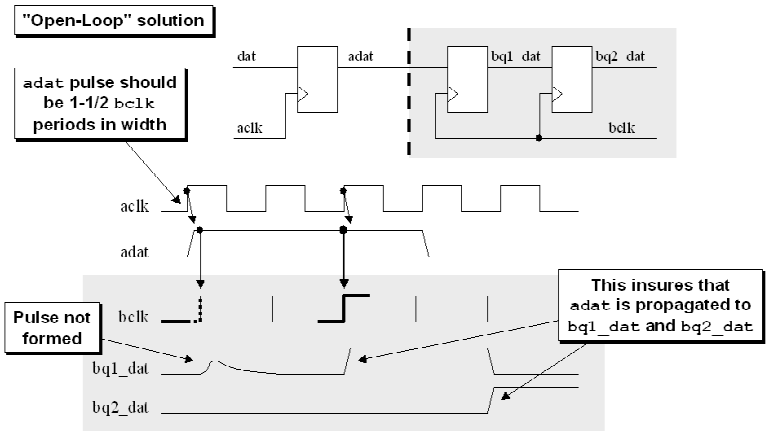 "Open-Loop" solution
dat
adat
bq1_dat
bq2_dat
aclk
bclk
adat pulse should
be 1-1/2 bclk
periods in width
aclk
adat
bclk
bq1_dat
bq2_dat
Pulse not
formed
This insures that
adat is propagated to
bq1_dat and bq2_dat